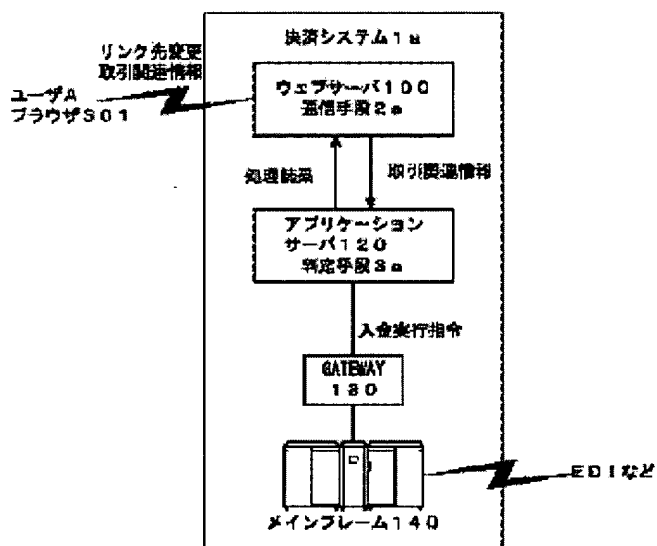 決済システム1a
リンク先変更
取引関連情報
ユーザA
ブラウザ301
ウェブサーバ100
通信手段2a
処理結果
取引関連情報
アプリケーション
サーバ120
判定手段3a
入金実行指令
GATEWAY
130
EDIなど
メインフレーム140